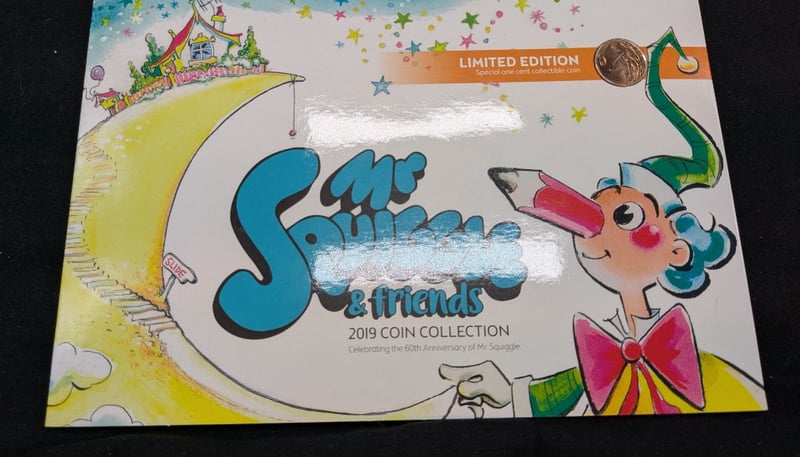 LIMITED EDITION
Special one cent collectible coin
Mr
SQUIGGLE
& friends
2019 COIN COLLECTION
Celebrating the 60th Anniversary of Mr Squiggle.
SLIDE